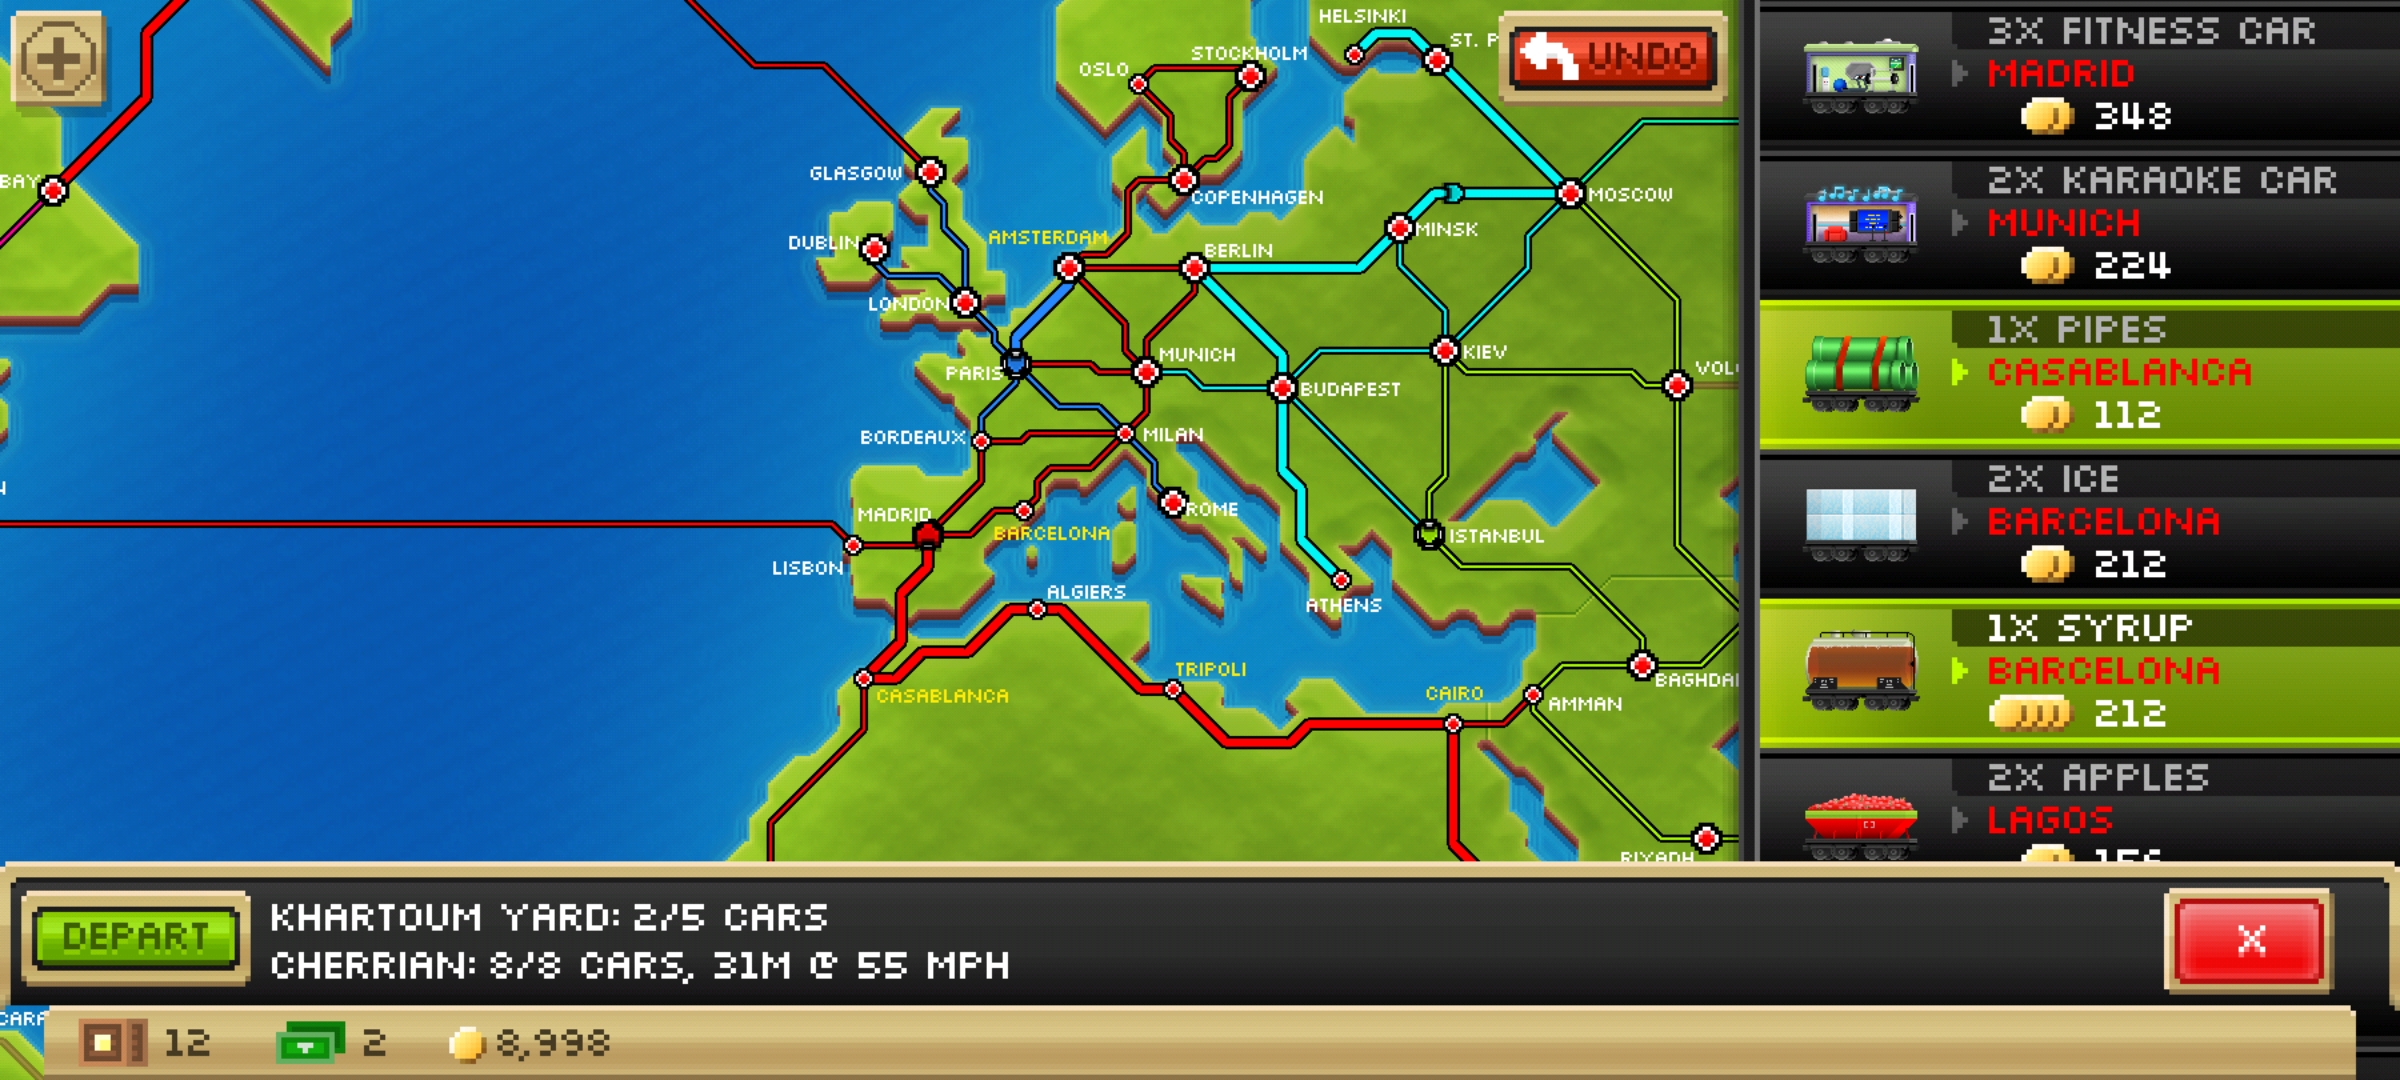 HELSINKI
ST. P
UNDO
STOCKHOLM
OSLO
GLASGOW
COPENHAGEN
MOSCOW
BAY
DUBLIN
AMSTERDAM
BERLIN
MINSK
LONDON
PARIS
MUNICH
BUDAPEST
KIEV
VOL
BORDEAUX
MILAN
MADRID
BARCELONA
ROME
ISTANBUL
LISBON
ALGIERS
ATHENS
CASABLANCA
TRIPOLI
CAIRO
AMMAN
BAGHDA
RIYADH
3X FITNESS CAR
MADRID
348
2X KARAOKE CAR
MUNICH
224
1X PIPES
CASABLANCA
112
2X ICE
BARCELONA
212
1X SYRUP
BARCELONA
212
2X APPLES
LAGOS
DEPART
KHARTOUM YARD: 2/5 CARS
CHERRIAN: 8/8 CARS, 31M @ 55 MPH
X
CARA
12
2
8,998